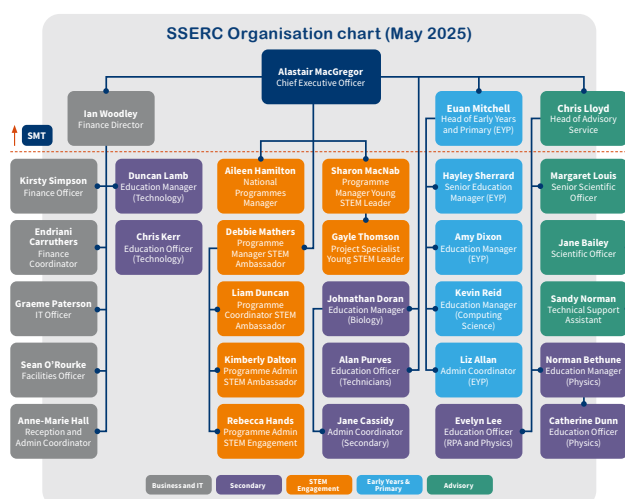 SSERC Organisation chart (May 2025)
Alastair MacGregor
Chief Executive Officer
Ian Woodley
Finance Director
Euan Mitchell
Head of Early Years
and Primary (EYP)
Chris Lloyd
Head of Advisory
Service
SMT
Kirsty Simpson
Finance Officer
Duncan Lamb
Education Manager
(Technology)
Aileen Hamilton
National
Programmes
Manager
Sharon MacNab
Programme
Manager Young
STEM Leader
Hayley Sherrard
Senior Education
Manager (EYP)
Margaret Louis
Senior Scientific
Officer
Endriani
Carruthers
Finance
Coordinator
Chris Kerr
Education Officer
(Technology)
Debbie Mathers
Programme
Manager STEM
Ambassador
Gayle Thomson
Project Specialist
Young STEM Leader
Amy Dixon
Education Manager
(EYP)
Jane Bailey
Scientific Officer
Graeme Paterson
IT Officer
Liam Duncan
Programme
Coordinator STEM
Ambassador
Johnathan Doran
Education Manager
(Biology)
Kevin Reid
Education Manager
(Computing
Science)
Sandy Norman
Technical Support
Assistant
Sean O'Rourke
Facilities Officer
Kimberly Dalton
Programme Admin
STEM Ambassador
Alan Purves
Education Officer
(Technicians)
Liz Allan
Admin Coordinator
(EYP)
Norman Bethune
Education Manager
(Physics)
Anne-Marie Hall
Reception and
Admin Coordinator
Rebecca Hands
Programme Admin
STEM Engagement
Jane Cassidy
Admin Coordinator
(Secondary)
Evelyn Lee
Education Officer
(RPA and Physics)
Catherine Dunn
Education Officer
(Physics)
Business and IT
Secondary
STEM
Engagement
Early Years &
Primary
Advisory